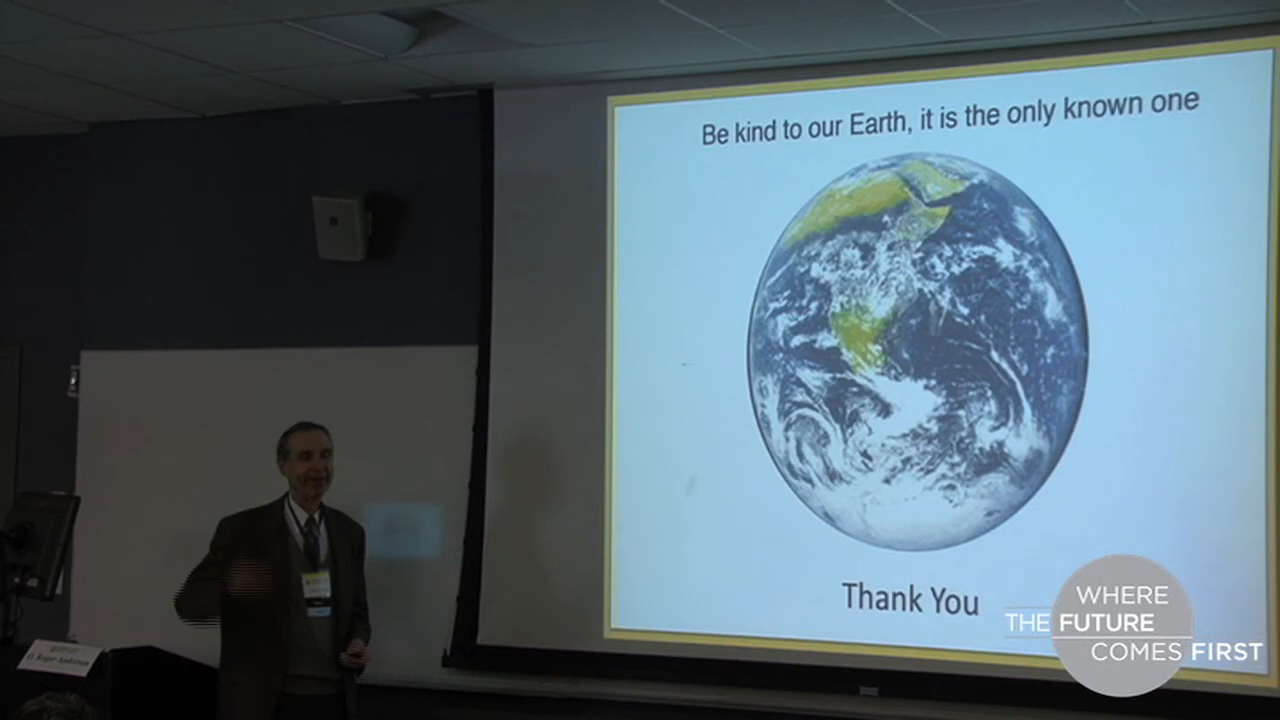 Be kind to our Earth, it is the only known one
Thank You
WHERE
THE FUTURE
COMES FIRST